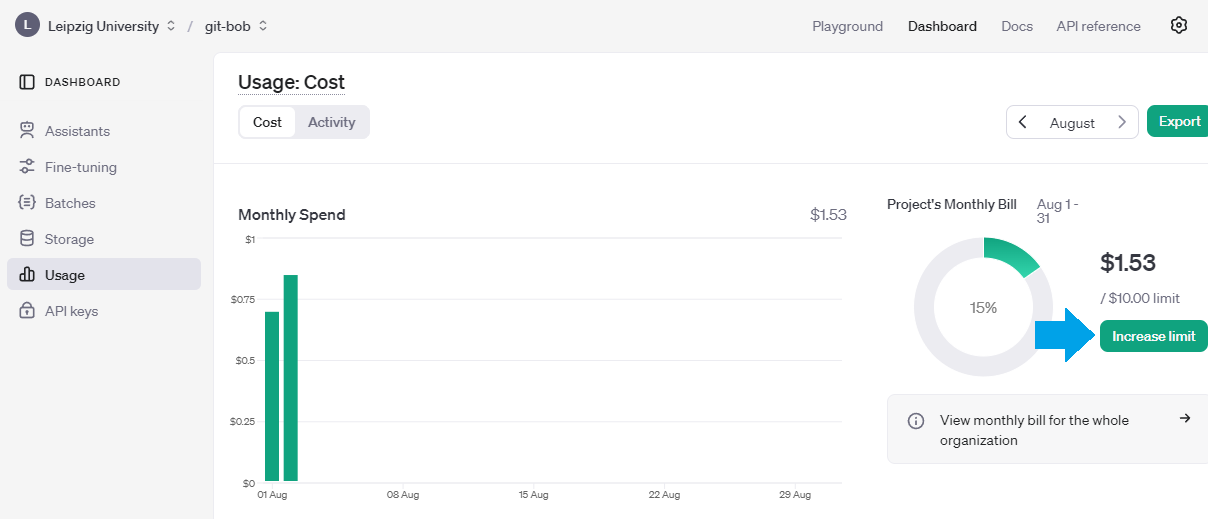 L Leipzig University / git-bob
Playground Dashboard Docs API reference
DASHBOARD
Assistants
Fine-tuning
Batches
Storage
Usage
API keys
Usage: Cost
Cost Activity
August
Export
Monthly Spend $1.53
$1
$0.75
$0.5
$0.25
$0
01 Aug 08 Aug 15 Aug 22 Aug 29 Aug
Project's Monthly Bill Aug 1 -
31
15%
$1.53
/ $10.00 limit
Increase limit
View monthly bill for the whole
organization